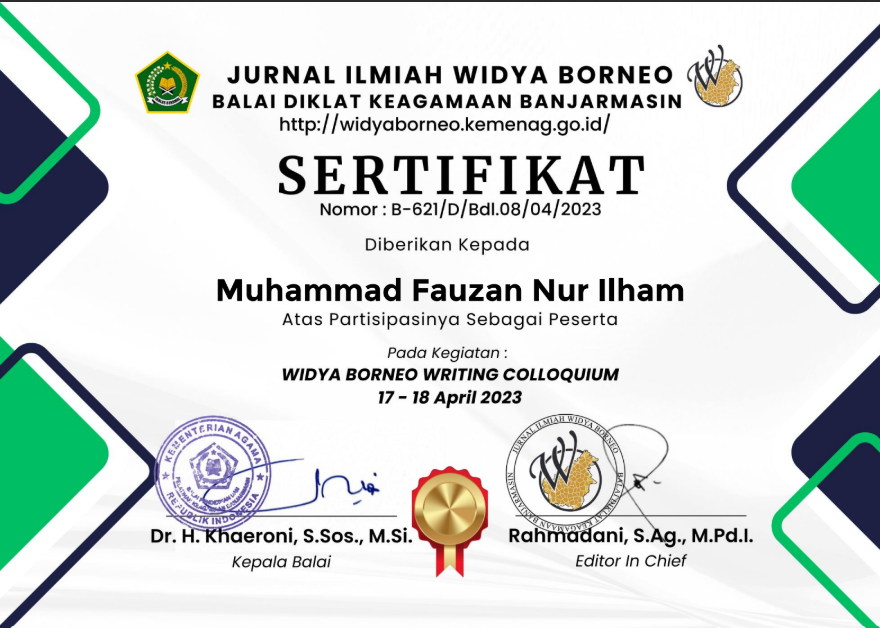 JURNAL ILMIAH WIDYA BORNEO
BALAI DIKLAT KEAGAMAAN BANJARMASIN
http://widyaborneo.kemenag.go.id/
SERTIFIKAT
Nomor : B-621/D/Bdl.08/04/2023
Diberikan Kepada
Muhammad Fauzan Nur Ilham
Atas Partisipasinya Sebagai Peserta
Pada Kegiatan :
WIDYA BORNEO WRITING COLLOQUIUM
17 - 18 April 2023
KEMENTERIAN AGAMA
REPUBLIK INDONESIA
JURNAL ILMIAH WIDYA BORNEO
BALAI DIKLAT KEAGAMAAN BANJARMASIN
Dr. H. Khaeroni, S.Sos., M.Si.
Kepala Balai
Rahmadani, S.Ag., M.Pd.I.
Editor In Chief